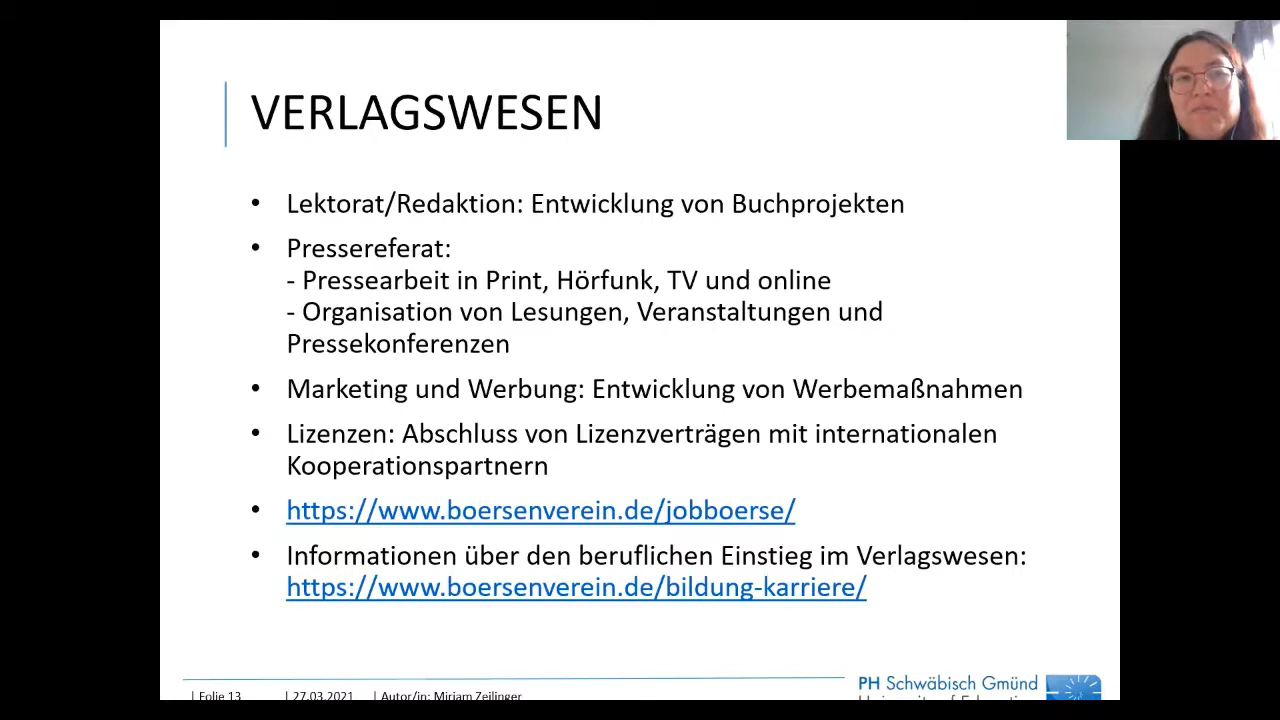 VERLAGSWESEN
• Lektorat/Redaktion: Entwicklung von Buchprojekten
• Pressereferat:
- Pressearbeit in Print, Hörfunk, TV und online
- Organisation von Lesungen, Veranstaltungen und
Pressekonferenzen
• Marketing und Werbung: Entwicklung von Werbemaßnahmen
• Lizenzen: Abschluss von Lizenzverträgen mit internationalen
Kooperationspartnern
• https://www.boersenverein.de/jobboerse/
• Informationen über den beruflichen Einstieg im Verlagswesen:
https://www.boersenverein.de/bildung-karriere/
| Folie 13 | 27.03.2021 | Autor/in: Miriam Zeilinger
PH Schwäbisch Gmünd
University of Education